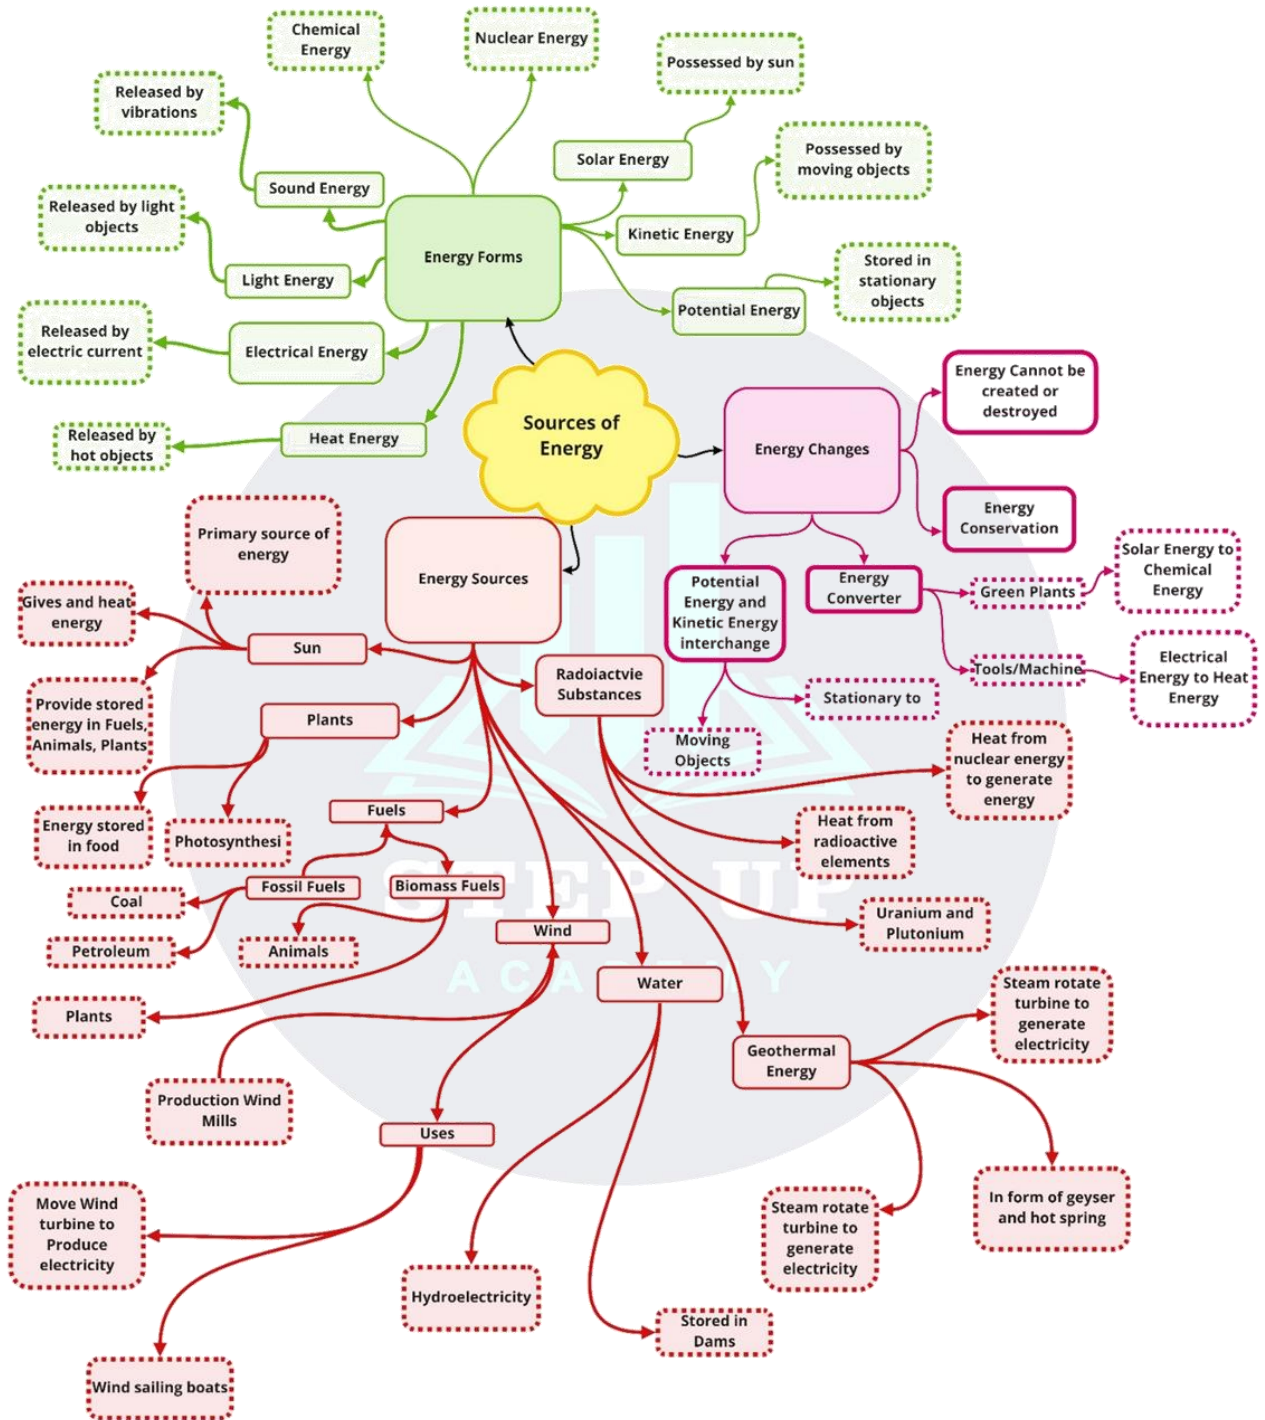 Chemical
Energy
Nuclear Energy
Possessed by sun
Released by
vibrations
Solar Energy
Possessed by
moving objects
Sound Energy
Released by light
objects
Kinetic Energy
Energy Forms
Stored in
stationary
objects
Light Energy
Potential Energy
Released by
electric current
Electrical Energy
Energy Cannot be
created or
destroyed
Sources of
Energy
Heat Energy
Released by
hot objects
Energy Changes
Energy
Conservation
Primary source of
energy
Solar Energy to
Chemical
Energy
Energy Sources
Potential
Energy and
Kinetic Energy
interchange
Energy
Converter
Green Plants
Gives and heat
energy
Sun
Radoiactvie
Substances
Tools/Machine
Electrical
Energy to Heat
Energy
Stationary to
Provide stored
energy in Fuels,
Animals, Plants
Plants
Moving
Objects
Heat from
nuclear energy
to generate
energy
Fuels
Energy stored
in food
Photosynthesi
Heat from
radioactive
elements
Fossil Fuels
Biomass Fuels
STEP UP
Coal
Uranium and
Plutonium
Wind
Petroleum
Animals
ACADEMY
Water
Steam rotate
turbine to
generate
electricity
Plants
Geothermal
Energy
Production Wind
Mills
Uses
Move Wind
turbine to
Produce
electricity
Steam rotate
turbine to
generate
electricity
In form of geyser
and hot spring
Hydroelectricity
Stored in
Dams
Wind sailing boats